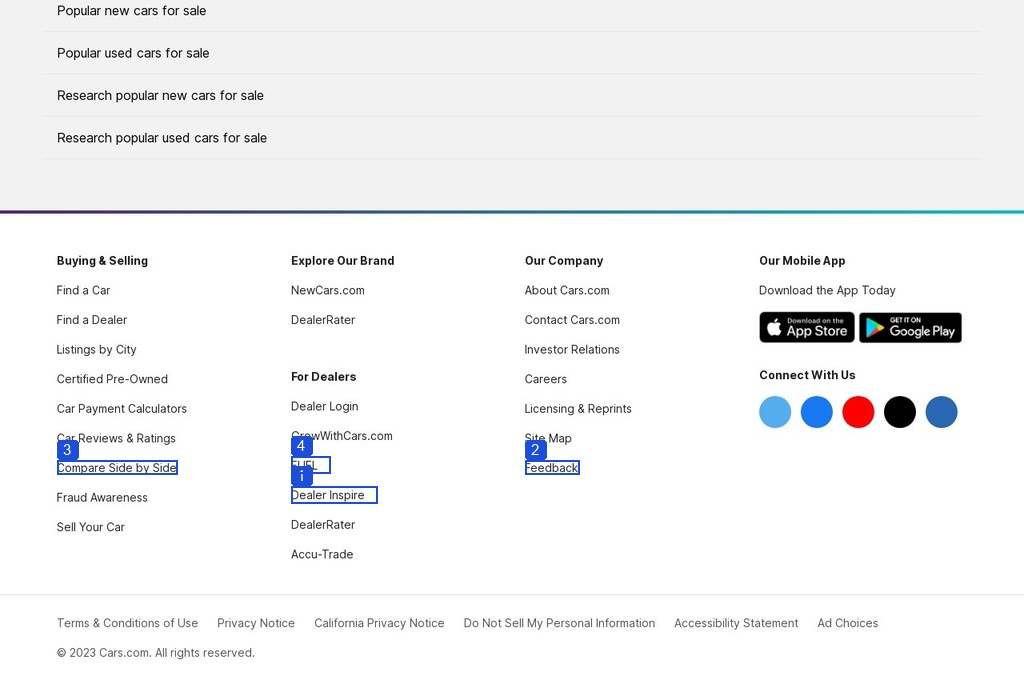 Popular new cars for sale
Popular used cars for sale
Research popular new cars for sale
Research popular used cars for sale
Buying & Selling
Find a Car
Find a Dealer
Listings by City
Certified Pre-Owned
Car Payment Calculators
Car Reviews & Ratings
3
Compare Side by Side
Fraud Awareness
Sell Your Car
Explore Our Brand
NewCars.com
DealerRater
For Dealers
Dealer Login
GrowWithCars.com
4
FUEL
i
Dealer Inspire
DealerRater
Accu-Trade
Our Company
About Cars.com
Contact Cars.com
Investor Relations
Careers
Licensing & Reprints
Site Map
2
Feedback
Our Mobile App
Download the App Today
Download on the
App Store
GET IT ON
Google Play
Connect With Us
Terms & Conditions of Use Privacy Notice California Privacy Notice Do Not Sell My Personal Information Accessibility Statement Ad Choices
© 2023 Cars.com. All rights reserved.